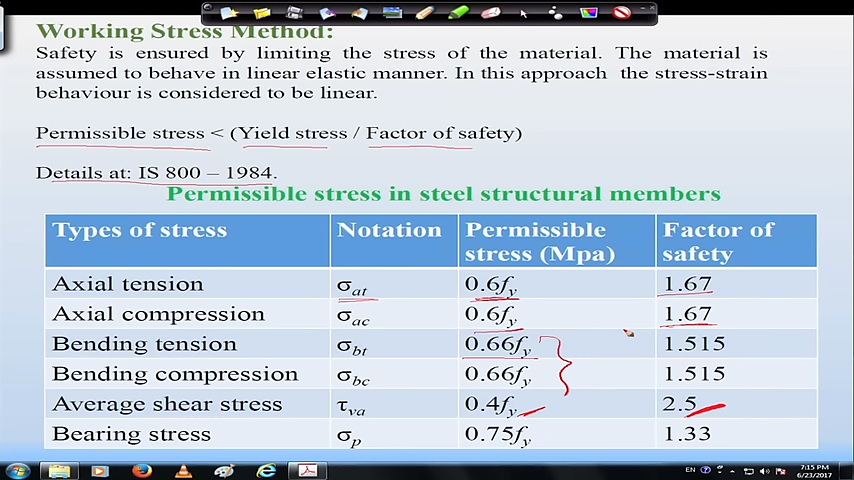 Working Stress Method:
Safety is ensured by limiting the stress of the material. The material is
assumed to behave in linear elastic manner. In this approach the stress-strain
behaviour is considered to be linear.
Permissible stress < (Yield stress / Factor of safety)
Details at: IS 800 – 1984.
Permissible stress in steel structural members
Types of stress Notation Permissible stress (Mpa) Factor of safety
Axial tension σat 0.6fy 1.67
Axial compression σac 0.6fy 1.67
Bending tension σbt 0.66fy 1.515
Bending compression σbc 0.66fy 1.515
Average shear stress τva 0.4fy 2.5
Bearing stress σp 0.75fy 1.33
EN 7:15 PM
6/23/2017